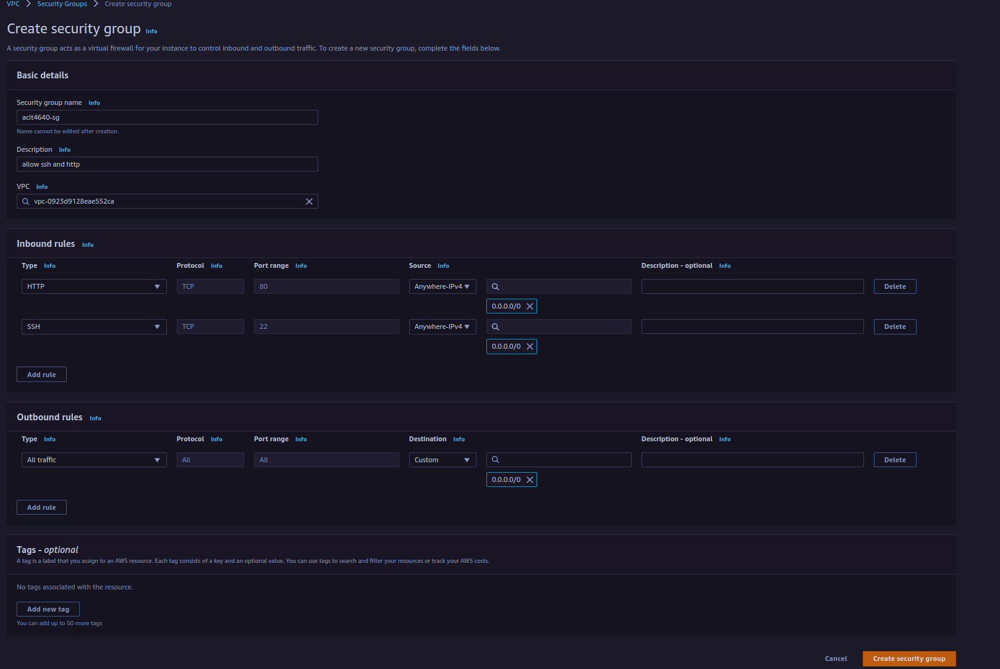 VPC > Security Groups > Create security group
Create security group Info
A security group acts as a virtual firewall for your instance to control inbound and outbound traffic. To create a new security group, complete the fields below.
Basic details
Security group name Info
acit4640-sg
Name cannot be edited after creation.
Description Info
allow ssh and http
VPC Info
vpc-0923d9128eae552ca
Inbound rules Info
Type Info Protocol Info Port range Info Source Info Description - optional Info
HTTP TCP 80 Anywhere-IPv4 Delete
0.0.0.0/0
SSH TCP 22 Anywhere-IPv4 Delete
0.0.0.0/0
Add rule
Outbound rules Info
Type Info Protocol Info Port range Info Destination Info Description - optional Info
All traffic All All Custom Delete
0.0.0.0/0
Add rule
Tags - optional
A tag is a label that you assign to an AWS resource. Each tag consists of a key and an optional value. You can use tags to search and filter your resources or track your AWS costs.
No tags associated with the resource.
Add new tag
You can add up to 50 more tags
Cancel Create security group